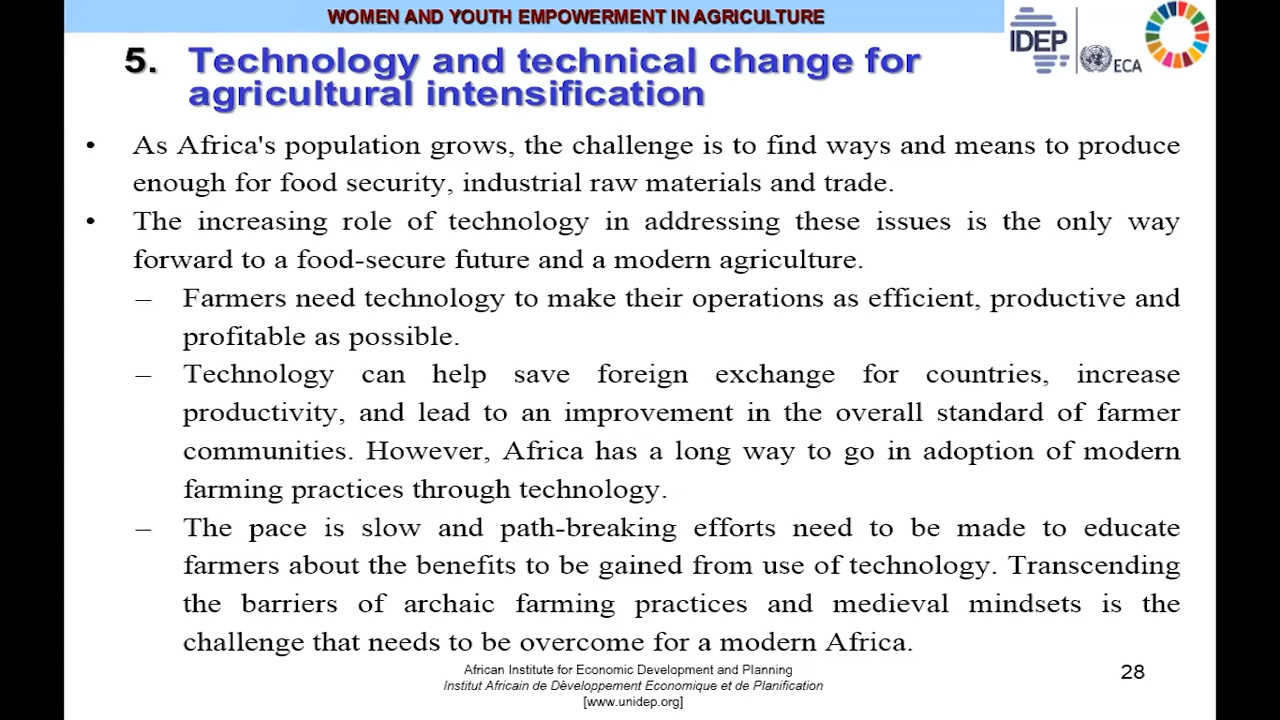 WOMEN AND YOUTH EMPOWERMENT IN AGRICULTURE
IDEP
ECA
5. Technology and technical change for
agricultural intensification
• As Africa's population grows, the challenge is to find ways and means to produce
enough for food security, industrial raw materials and trade.
• The increasing role of technology in addressing these issues is the only way
forward to a food-secure future and a modern agriculture.
– Farmers need technology to make their operations as efficient, productive and
profitable as possible.
– Technology can help save foreign exchange for countries, increase
productivity, and lead to an improvement in the overall standard of farmer
communities. However, Africa has a long way to go in adoption of modern
farming practices through technology.
– The pace is slow and path-breaking efforts need to be made to educate
farmers about the benefits to be gained from use of technology. Transcending
the barriers of archaic farming practices and medieval mindsets is the
challenge that needs to be overcome for a modern Africa.
African Institute for Economic Development and Planning
Institut Africain de Développement Economique et de Planification
[www.unidep.org]
28